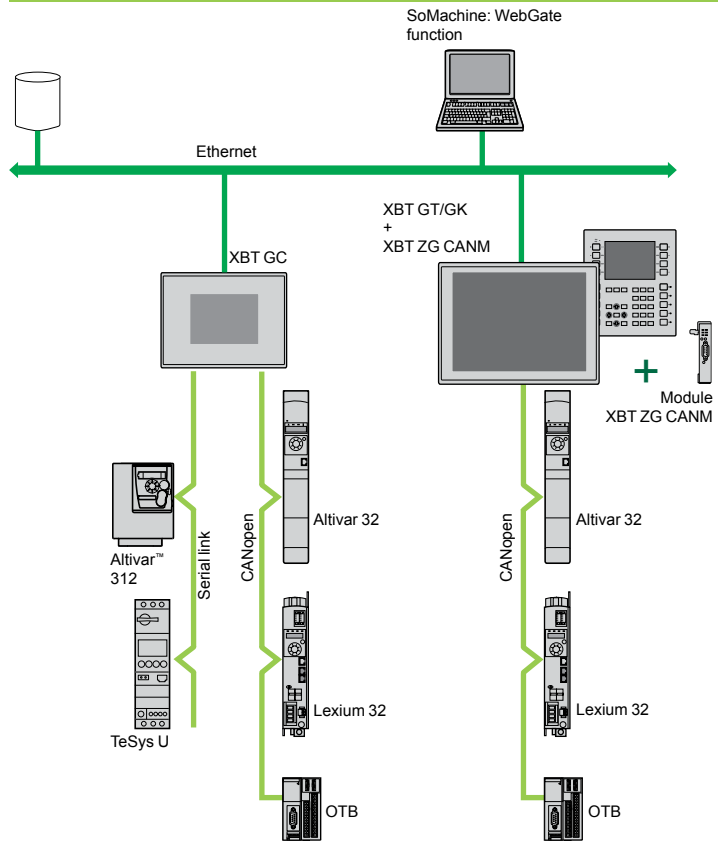 SoMachine: WebGate
function
Ethernet
XBT GT/GK
+
XBT ZG CANM
XBT GC
+
Module
XBT ZG CANM
Altivar™
312
Serial link
CANopen
Altivar 32
CANopen
Altivar 32
TeSys U
Lexium 32
Lexium 32
OTB
OTB